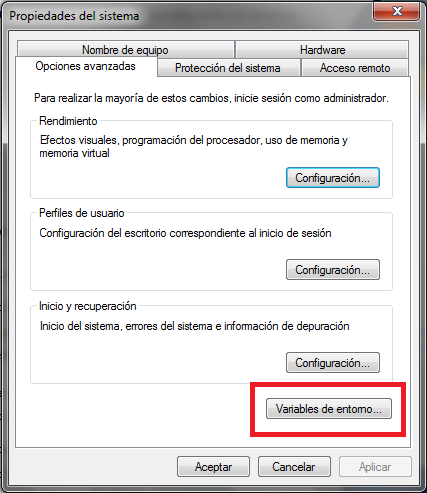 Propiedades del sistema
Nombre de equipo
Hardware
Opciones avanzadas
Protección del sistema
Acceso remoto
Para realizar la mayoría de estos cambios, inicie sesión como administrador.
Rendimiento
Efectos visuales, programación del procesador, uso de memoria y
memoria virtual
Configuración...
Perfiles de usuario
Configuración del escritorio correspondiente al inicio de sesión
Configuración...
Inicio y recuperación
Inicio del sistema, errores del sistema e información de depuración
Configuración...
Variables de entorno...
Aceptar
Cancelar
Aplicar